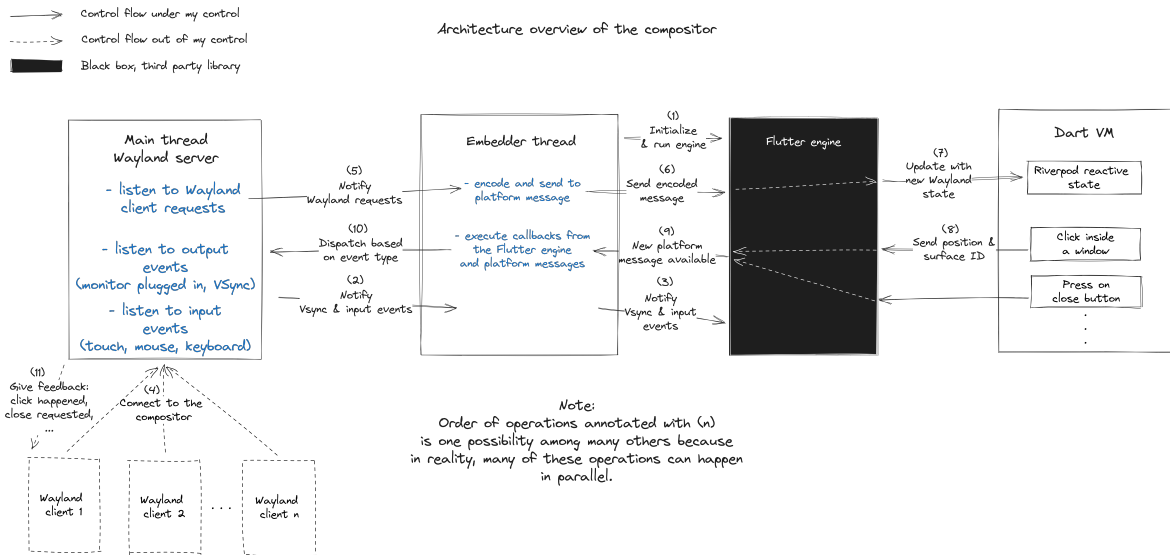 Control flow under my control
Control flow out of my control
Black box, third party library
Architecture overview of the compositor
Main thread
Wayland server
- listen to Wayland
client requests
- listen to output
events
(monitor plugged in, VSync)
- listen to input
events
(touch, mouse, keyboard)
(5)
Notify
Wayland requests
(10)
Dispatch based
on event type
(2)
Notify
Vsync & input events
Embedder thread
- encode and send to
platform message
- execute callbacks from
the Flutter engine
and platform messages
(1)
Initialize
& run engine
(6)
Send encoded
message
(9)
New platform
message available
(3)
Notify
Vsync & input
events
Flutter engine
(7)
Update with
new Wayland
state
(8)
Send position &
surface ID
Dart VM
Riverpod reactive
state
Click inside
a window
Press on
close button
.
.
.
(11)
Give feedback:
click happened,
close requested,
...
(4)
Connect to the
compositor
Wayland
client 1
Wayland
client 2
. . .
Wayland
client n
Note:
Order of operations annotated with (n)
is one possibility among many others because
in reality, many of these operations can happen
in parallel.